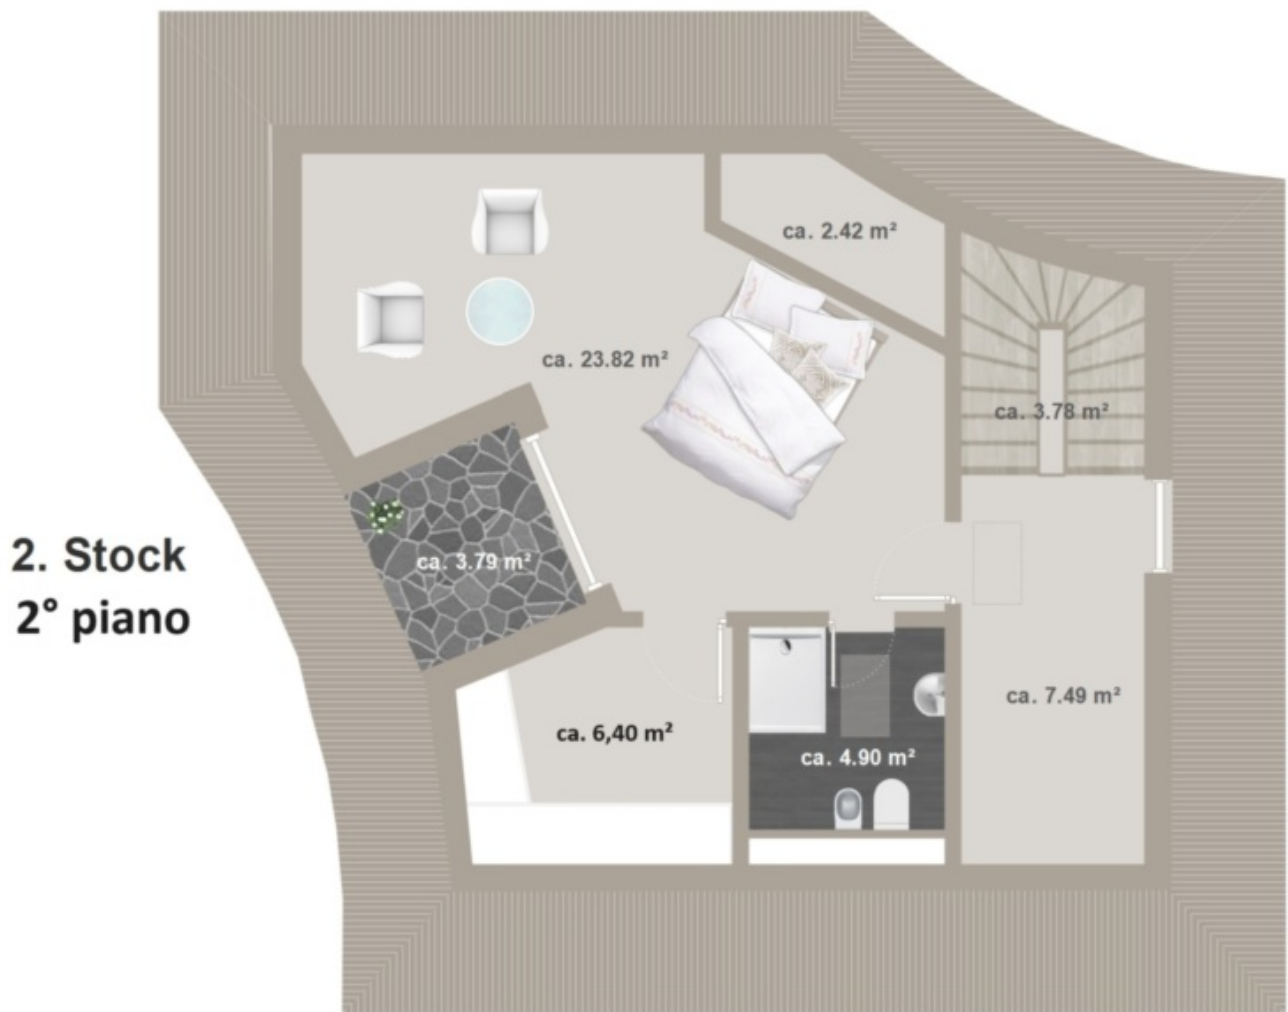 ca. 2.42 m²
ca. 23.82 m²
ca. 3.78 m²
2. Stock
2° piano
ca. 3.79 m²
ca. 7.49 m²
ca. 6,40 m²
ca. 4.90 m²